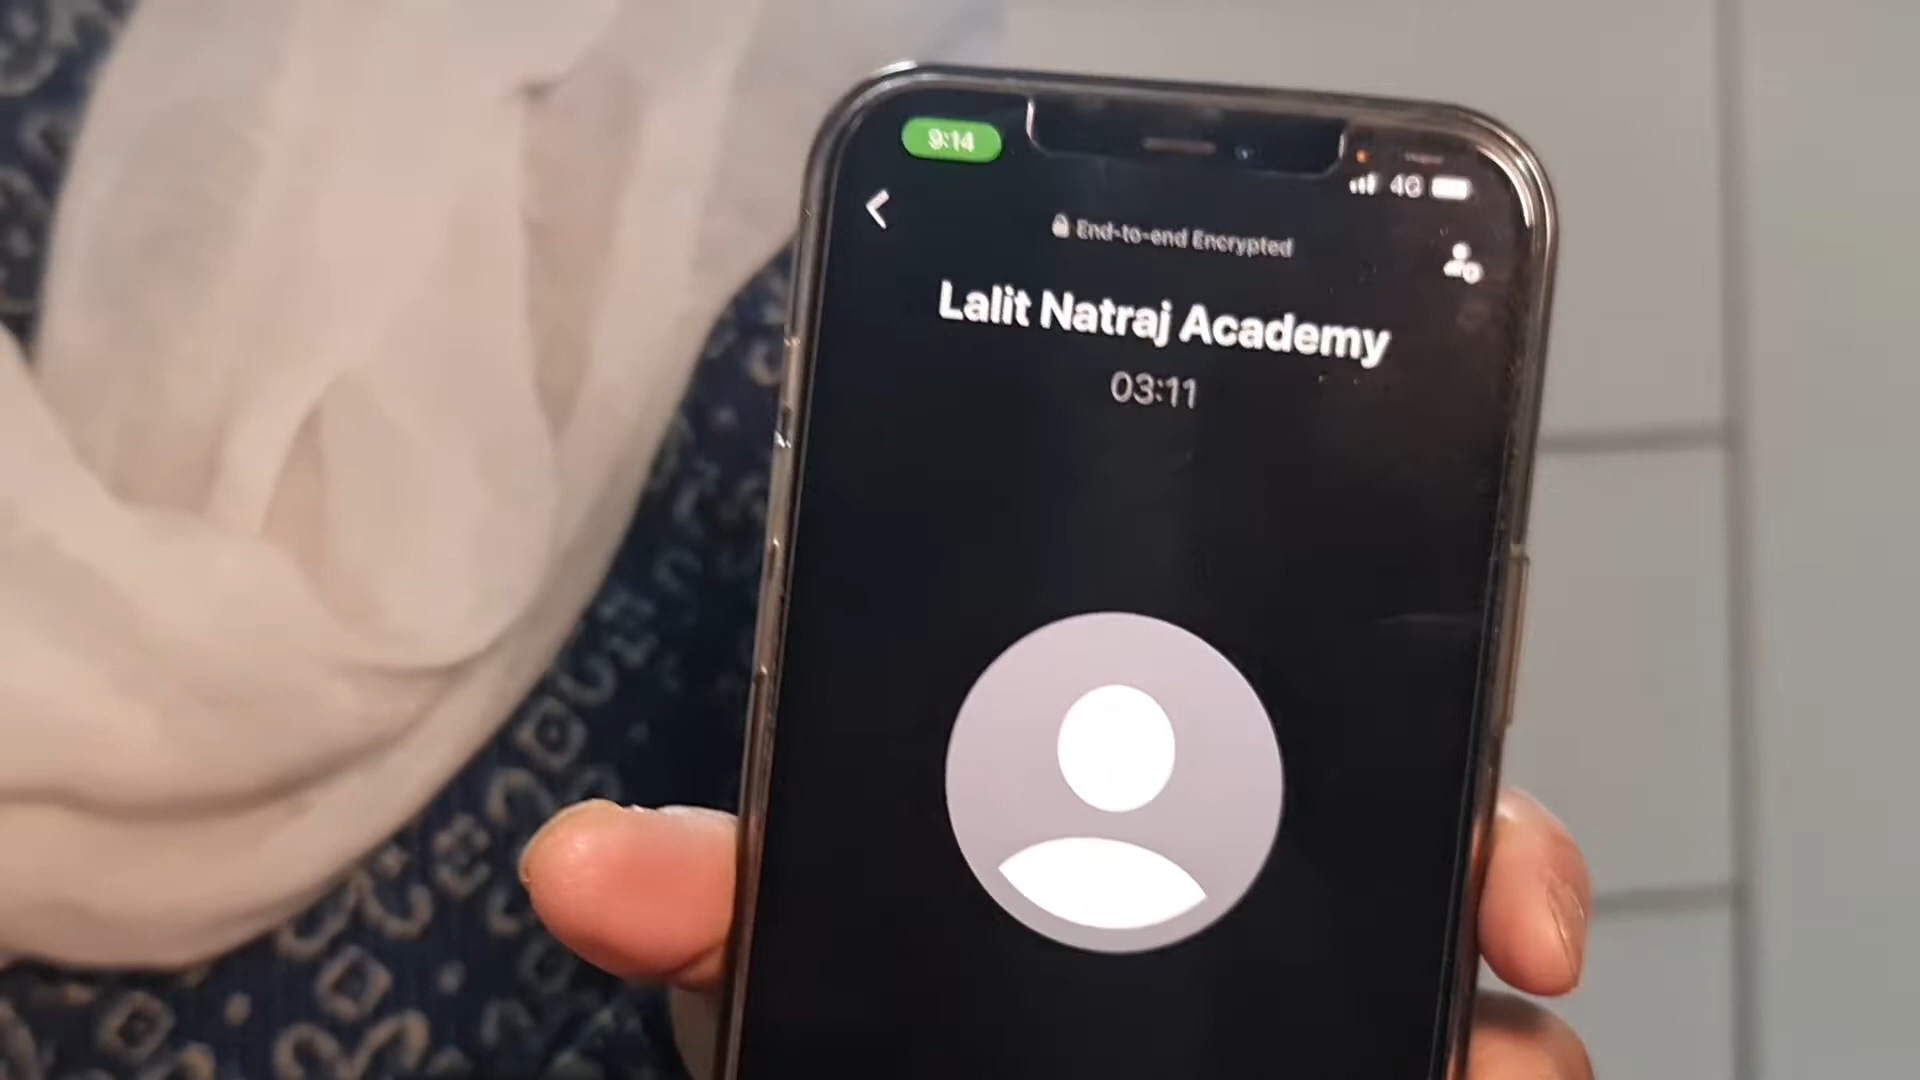 9:14
4G
End-to-end Encrypted
Lalit Natraj Academy
03:11